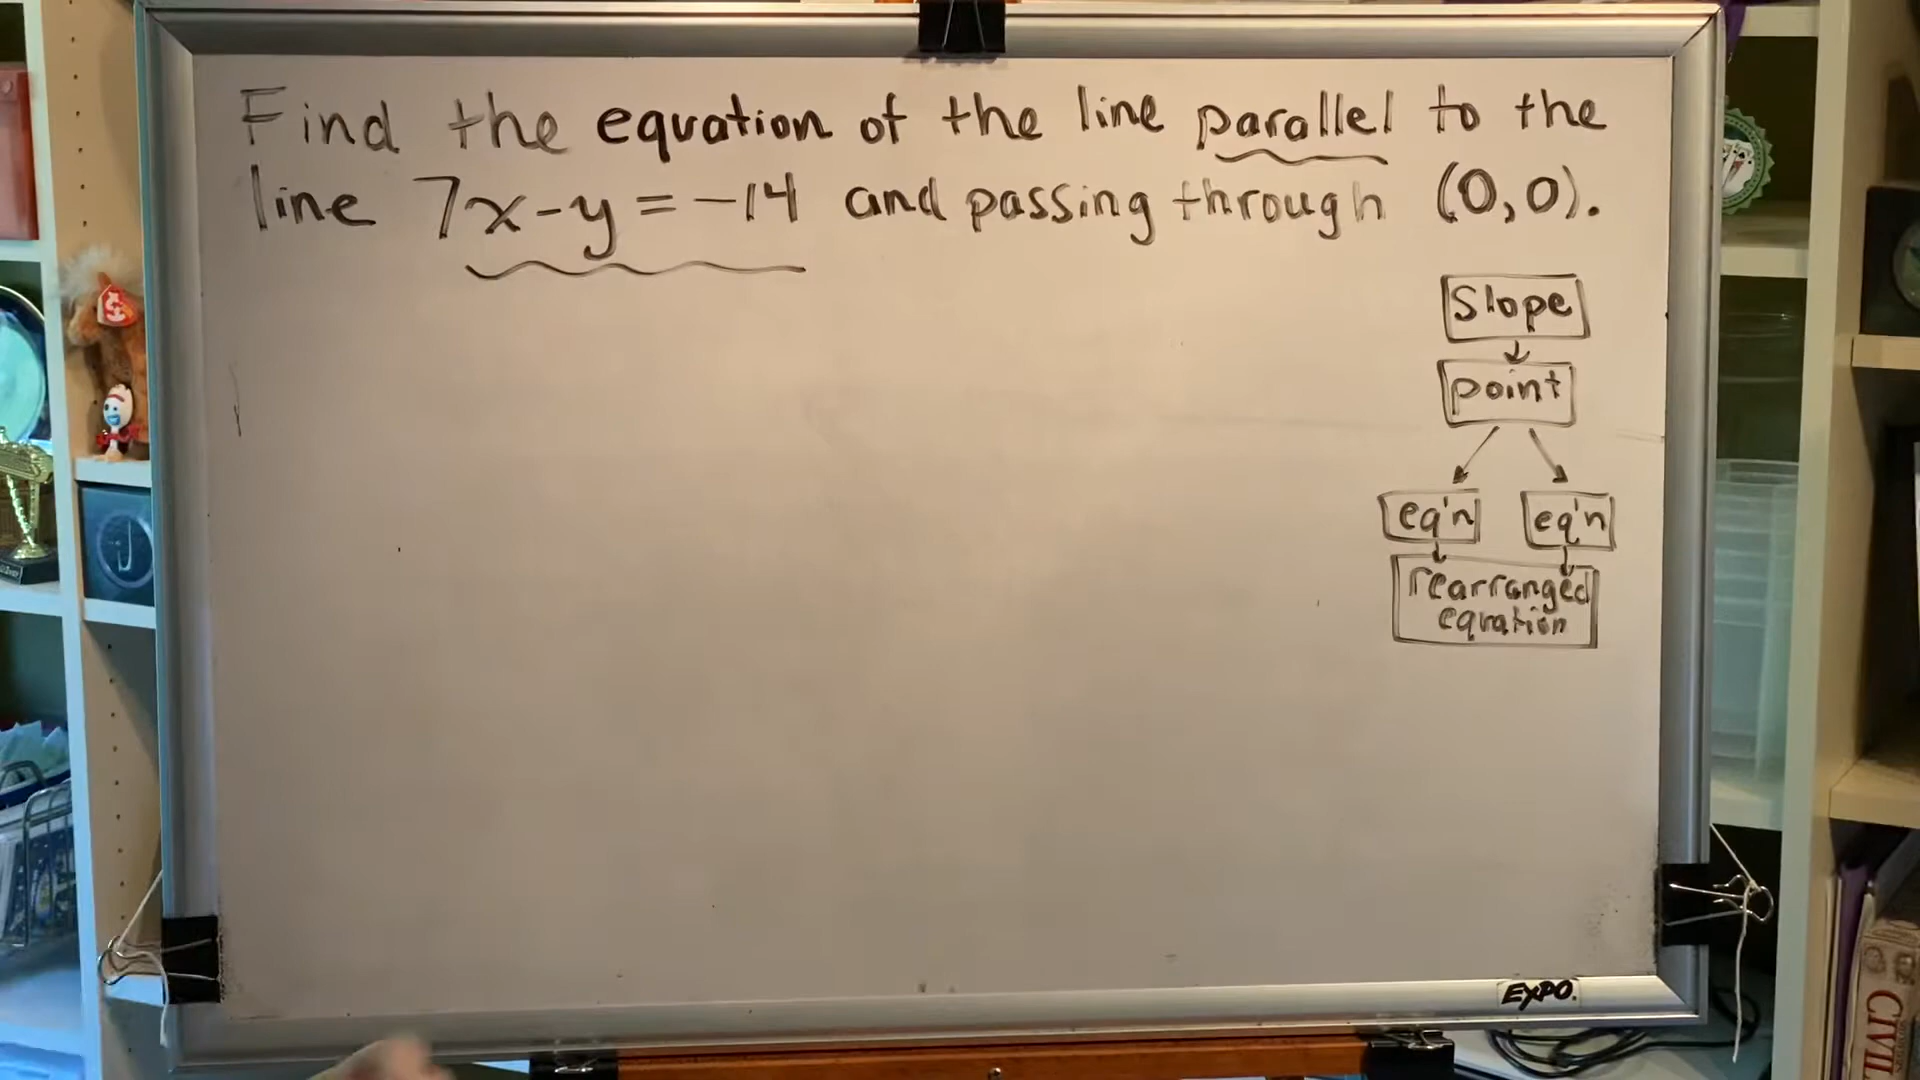 Find the equation of the line parallel to the
line 7x-y=-14 and passing through (0,0).
Slope
point
eq'n eq'n
rearranged
equation
EXPO.
CIVIL